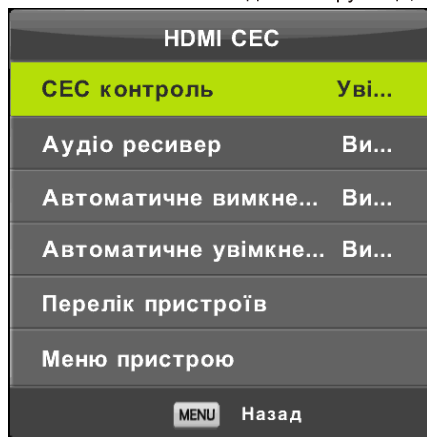 HDMI CEC
CEC контроль Уві...
Аудіо ресивер Ви...
Автоматичне вимкне... Ви...
Автоматичне увімкне... Ви...
Перелік пристроїв
Меню пристрою
MENU Назад